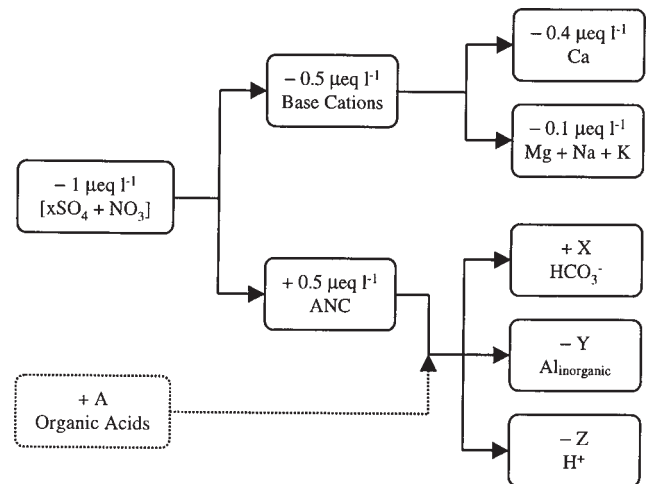 − 0.4 µeq l⁻¹
Ca
− 0.5 µeq l⁻¹
Base Cations
− 0.1 µeq l⁻¹
Mg + Na + K
− 1 µeq l⁻¹
[xSO₄ + NO₃]
+ X
HCO₃⁻
+ 0.5 µeq l⁻¹
ANC
− Y
Alinorganic
+ A
Organic Acids
− Z
H⁺